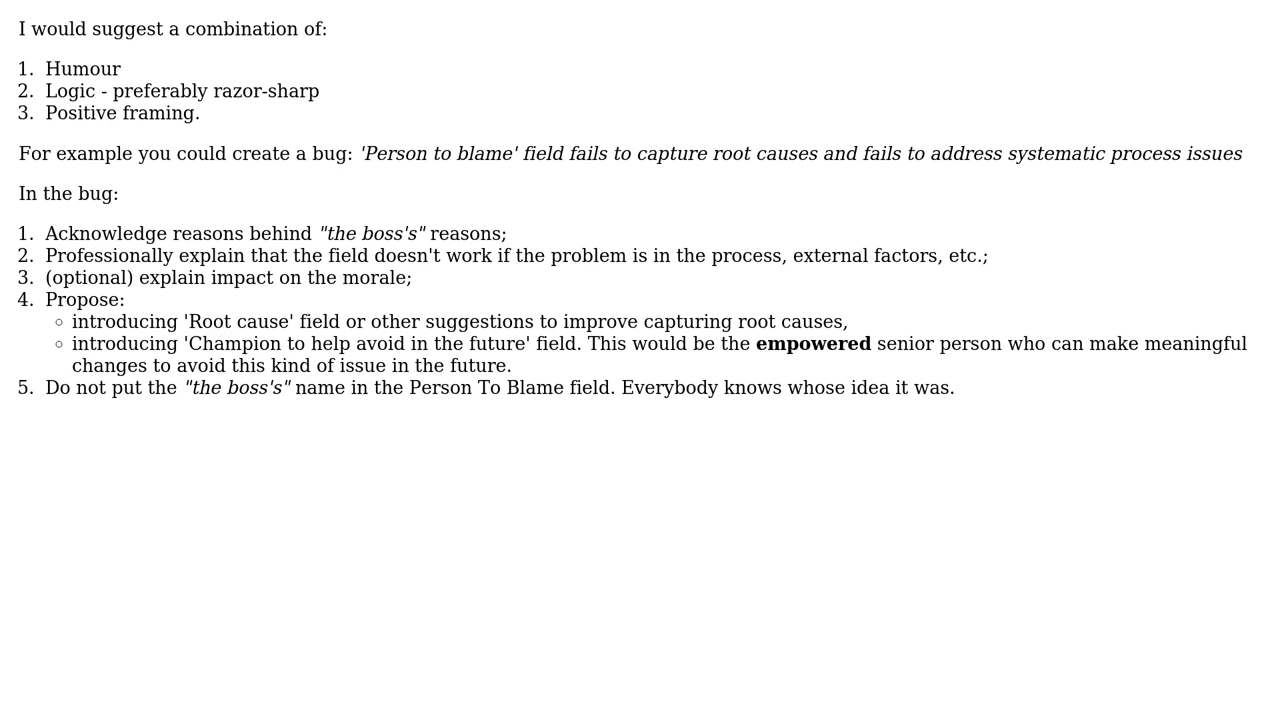 I would suggest a combination of:
1. Humour
2. Logic - preferably razor-sharp
3. Positive framing.
For example you could create a bug: 'Person to blame' field fails to capture root causes and fails to address systematic process issues
In the bug:
1. Acknowledge reasons behind "the boss's" reasons;
2. Professionally explain that the field doesn't work if the problem is in the process, external factors, etc.;
3. (optional) explain impact on the morale;
4. Propose:
◦ introducing 'Root cause' field or other suggestions to improve capturing root causes,
◦ introducing 'Champion to help avoid in the future' field. This would be the empowered senior person who can make meaningful
changes to avoid this kind of issue in the future.
5. Do not put the "the boss's" name in the Person To Blame field. Everybody knows whose idea it was.